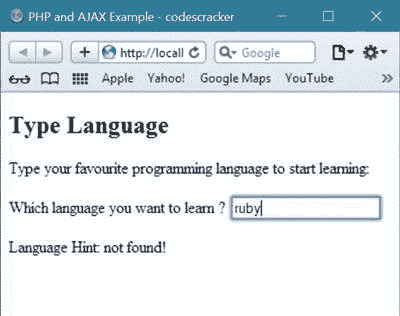 PHP and AJAX Example - codescracker
http://locall
Google
Apple Yahoo! Google Maps YouTube
Type Language
Type your favourite programming language to start learning:
Which language you want to learn ? ruby
Language Hint: not found!